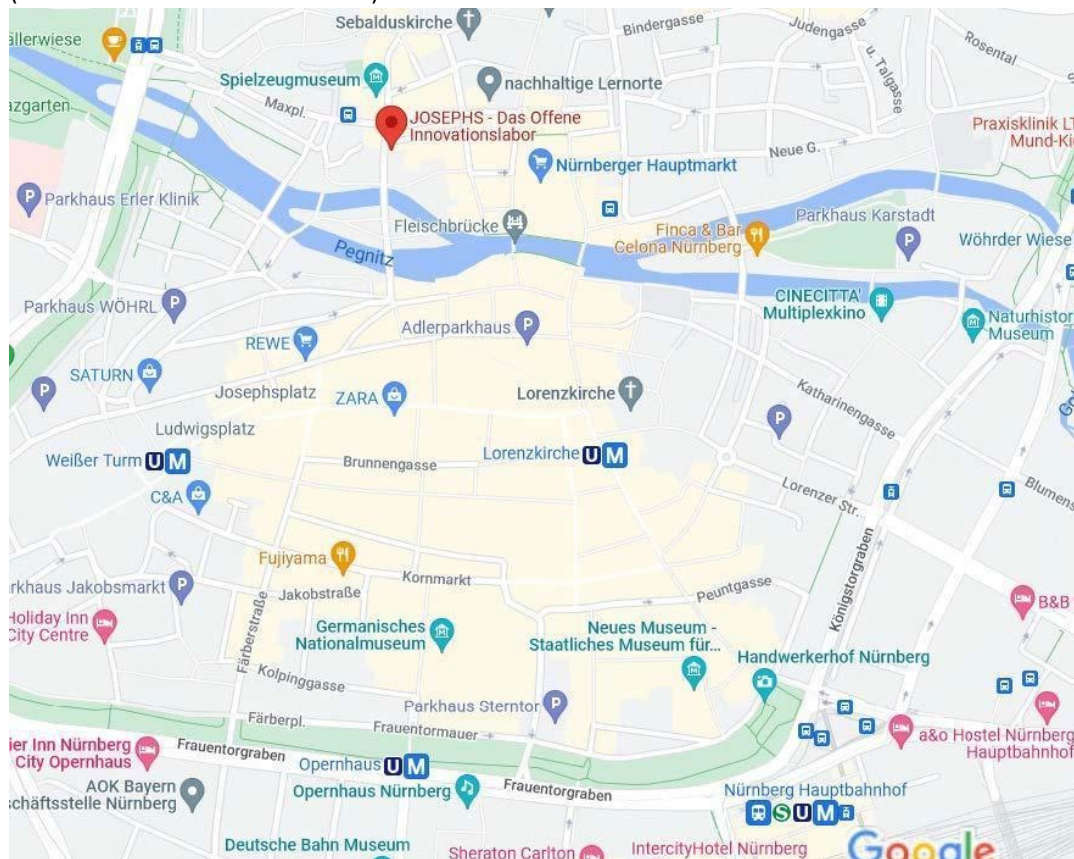 Sebalduskirche
Bindergasse
Judengasse
allerwiese
Rosental
u. Talgasse
Spielzeugmuseum
nachhaltige Lernorte
azgarten
Maxpl.
JOSEPHS - Das Offene
Innovationslabor
Praxisklinik LT
Mund-Ki
Neue G.
Nürnberger Hauptmarkt
P
Parkhaus Erler Klinik
Fleischbrücke
Finca & Bar
Celona Nürnberg
Parkhaus Karstadt
P
Wöhrder Wiese
Pegnitz
Parkhaus WÖHRL
P
CINECITTA'
Multiplexkino
Adlerparkhaus
P
Naturhistor
Museum
REWE
SATURN
Josephsplatz
ZARA
Lorenzkirche
P
Katharinengasse
P
Ludwigsplatz
Weißer Turm U M
Brunnengasse
Lorenzkirche U M
C&A
Lorenzer Str.
Blumens
Fujiyama
Kornmarkt
rkhaus Jakobsmarkt
P
Jakobstraße
Peuntgasse
Königstorgraben
B&B
Holiday Inn
City Centre
Färberstraße
Germanisches
Nationalmuseum
Neues Museum -
Staatliches Museum für...
Handwerkerhof Nürnberg
Kolpinggasse
Parkhaus Sterntor
P
Färberpl.
Frauentormauer
a&o Hostel Nürnberg
Hauptbahnhof
ier Inn Nürnberg
City Opernhaus
Frauentorgraben
Opernhaus U M
AOK Bayern
schäftsstelle Nürnberg
Opernhaus Nürnberg
Frauentorgraben
Nürnberg Hauptbahnhof
S U M
Deutsche Bahn Museum
Sheraton Carlton
InterCityHotel Nürnberg
Google